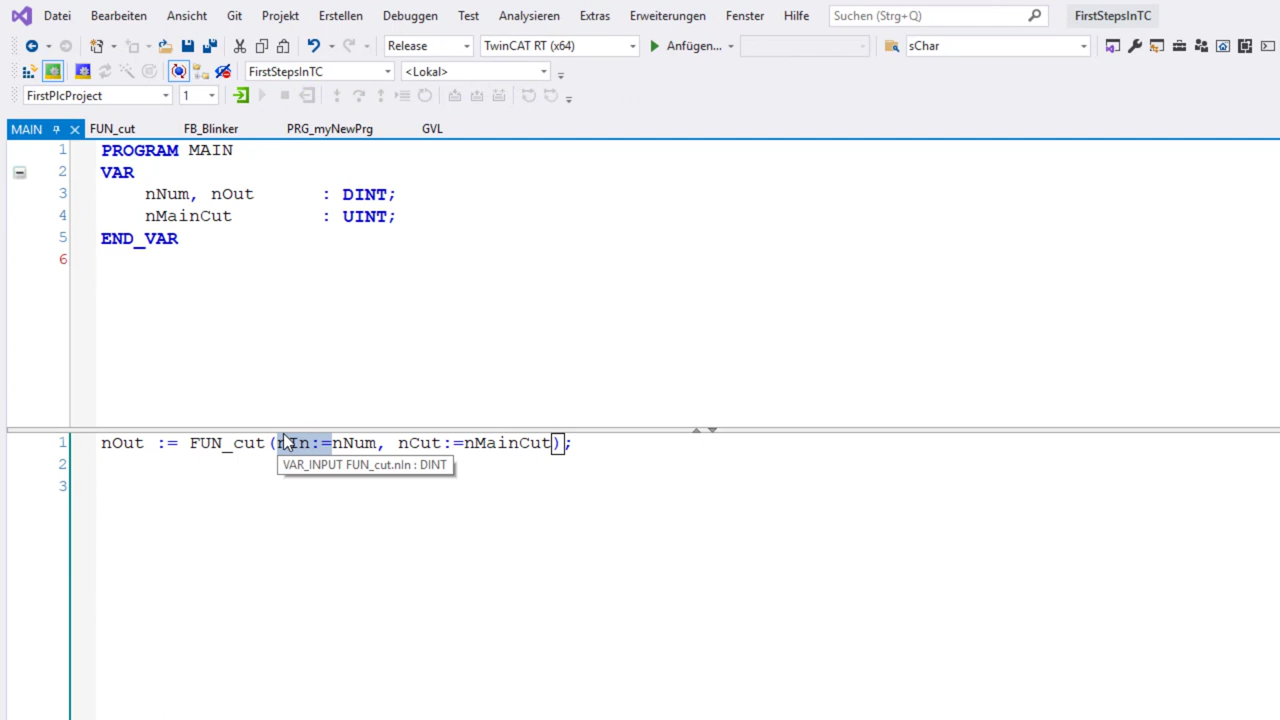 Datei Bearbeiten Ansicht Git Projekt Erstellen Debuggen Test Analysieren Extras Erweiterungen Fenster Hilfe Suchen (Strg+Q) FirstStepsInTC
Release TwinCAT RT (x64) Anfügen... sChar
FirstStepsInTC <Lokal>
FirstPlcProject 1
MAIN FUN_cut FB_Blinker PRG_myNewPrg GVL
1 PROGRAM MAIN
2 VAR
3 nNum, nOut : DINT;
4 nMainCut : UINT;
5 END_VAR
6
1 nOut := FUN_cut(nIn:=nNum, nCut:=nMainCut);
VAR_INPUT FUN_cut.nIn : DINT
2
3